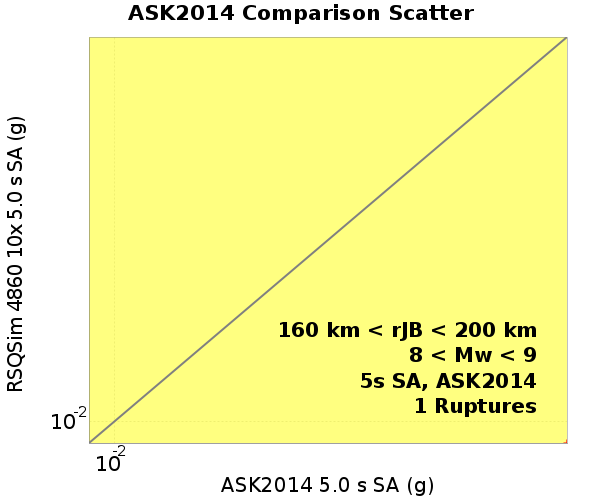 ASK2014 Comparison Scatter
RSQSim 4860 10x 5.0 s SA (g)
160 km < rJB < 200 km
8 < Mw < 9
5s SA, ASK2014
1 Ruptures
10-2
10-2
ASK2014 5.0 s SA (g)